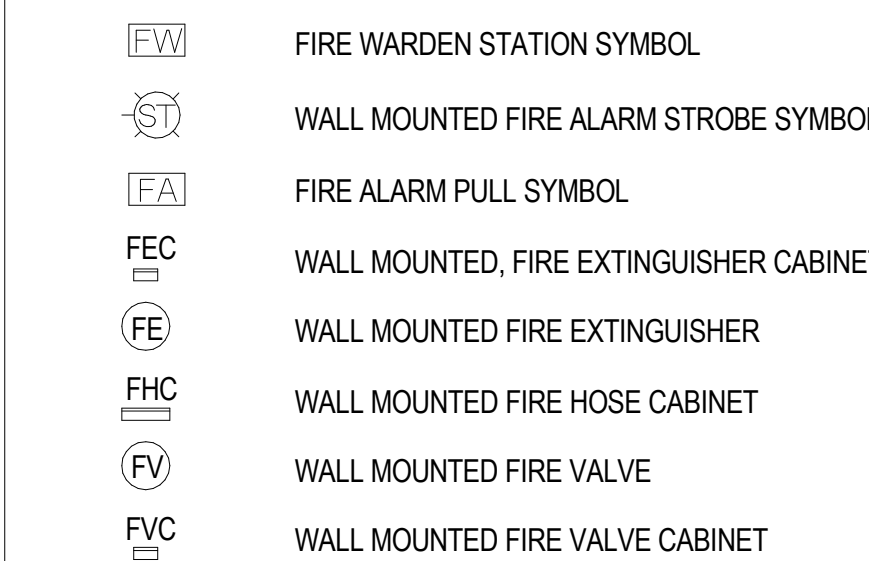 FW FIRE WARDEN STATION SYMBOL
ST WALL MOUNTED FIRE ALARM STROBE SYMBOL
FA FIRE ALARM PULL SYMBOL
FEC WALL MOUNTED, FIRE EXTINGUISHER CABINET
FE WALL MOUNTED FIRE EXTINGUISHER
FHC WALL MOUNTED FIRE HOSE CABINET
FV WALL MOUNTED FIRE VALVE
FVC WALL MOUNTED FIRE VALVE CABINET